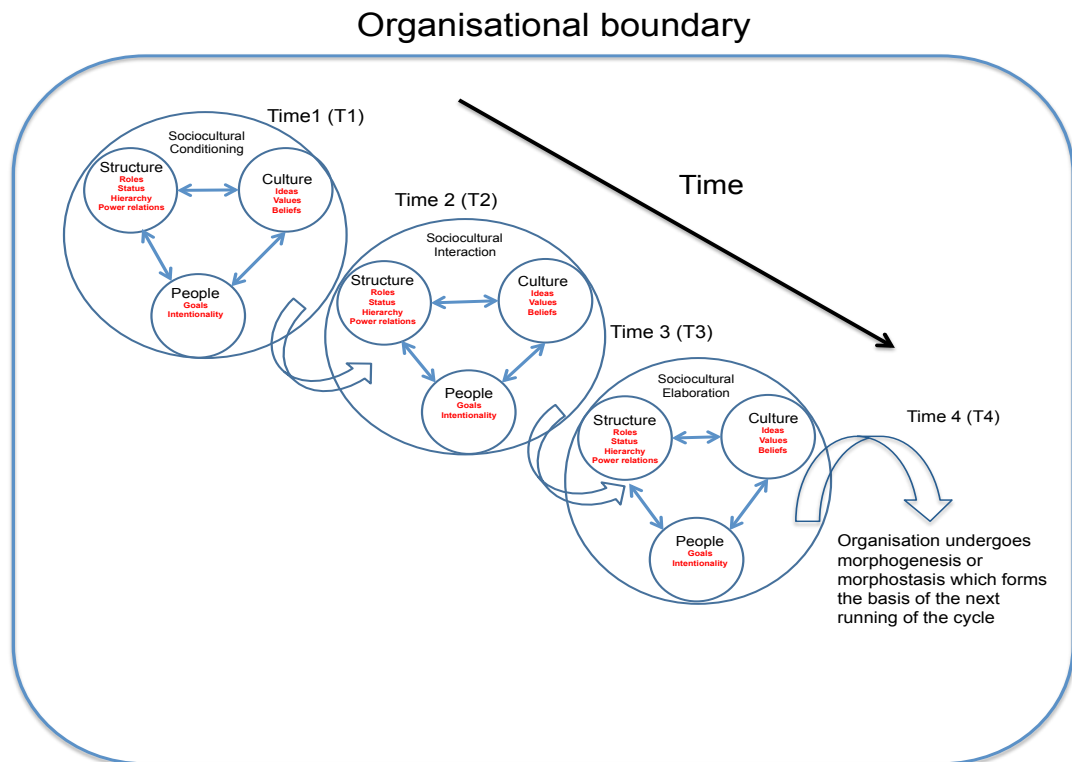 Organisational boundary
Time1 (T1)
Sociocultural
Conditioning
Structure
Roles
Status
Hierarchy
Power relations
Culture
Ideas
Values
Beliefs
People
Goals
Intentionality
Time
Time 2 (T2)
Sociocultural
Interaction
Structure
Roles
Status
Hierarchy
Power relations
Culture
Ideas
Values
Beliefs
People
Goals
Intentionality
Time 3 (T3)
Sociocultural
Elaboration
Structure
Roles
Status
Hierarchy
Power relations
Culture
Ideas
Values
Beliefs
People
Goals
Intentionality
Time 4 (T4)
Organisation undergoes
morphogenesis or
morphostasis which forms
the basis of the next
running of the cycle